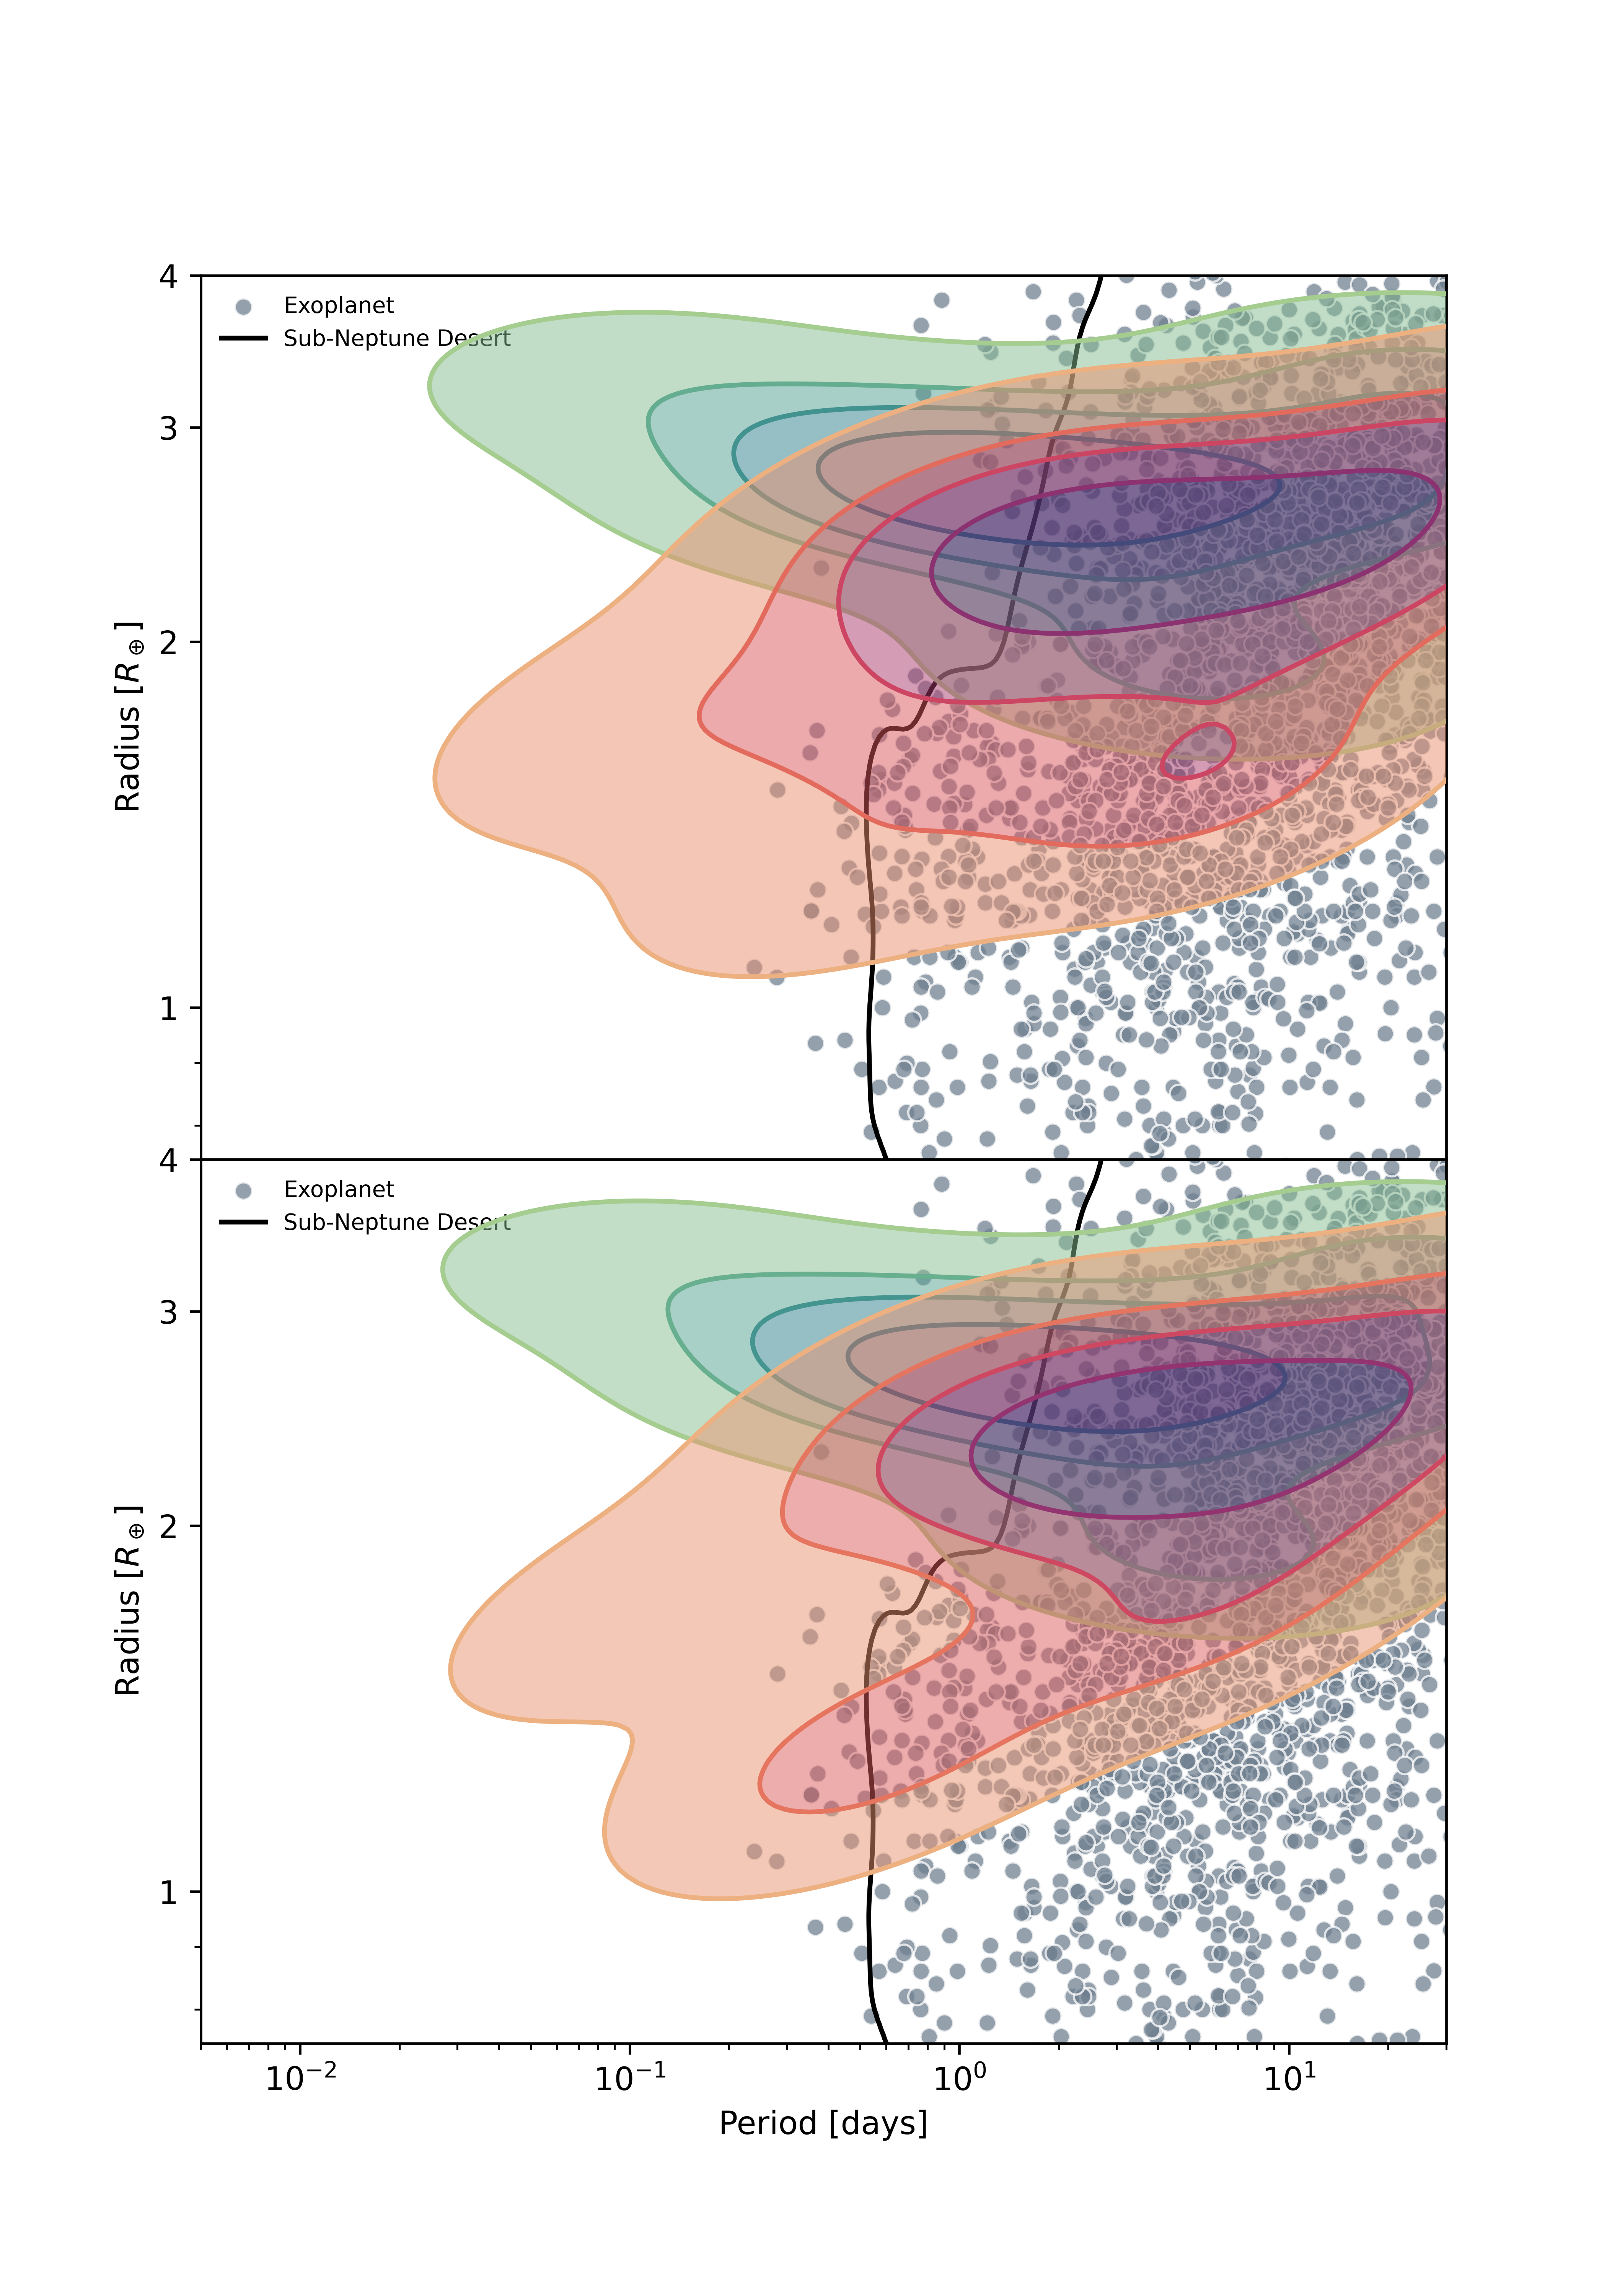 4
Exoplanet
Sub-Neptune Desert
3
2
1
Radius [R⊕]
4
Exoplanet
Sub-Neptune Desert
3
2
1
Radius [R⊕]
10⁻² 10⁻¹ 10⁰ 10¹
Period [days]